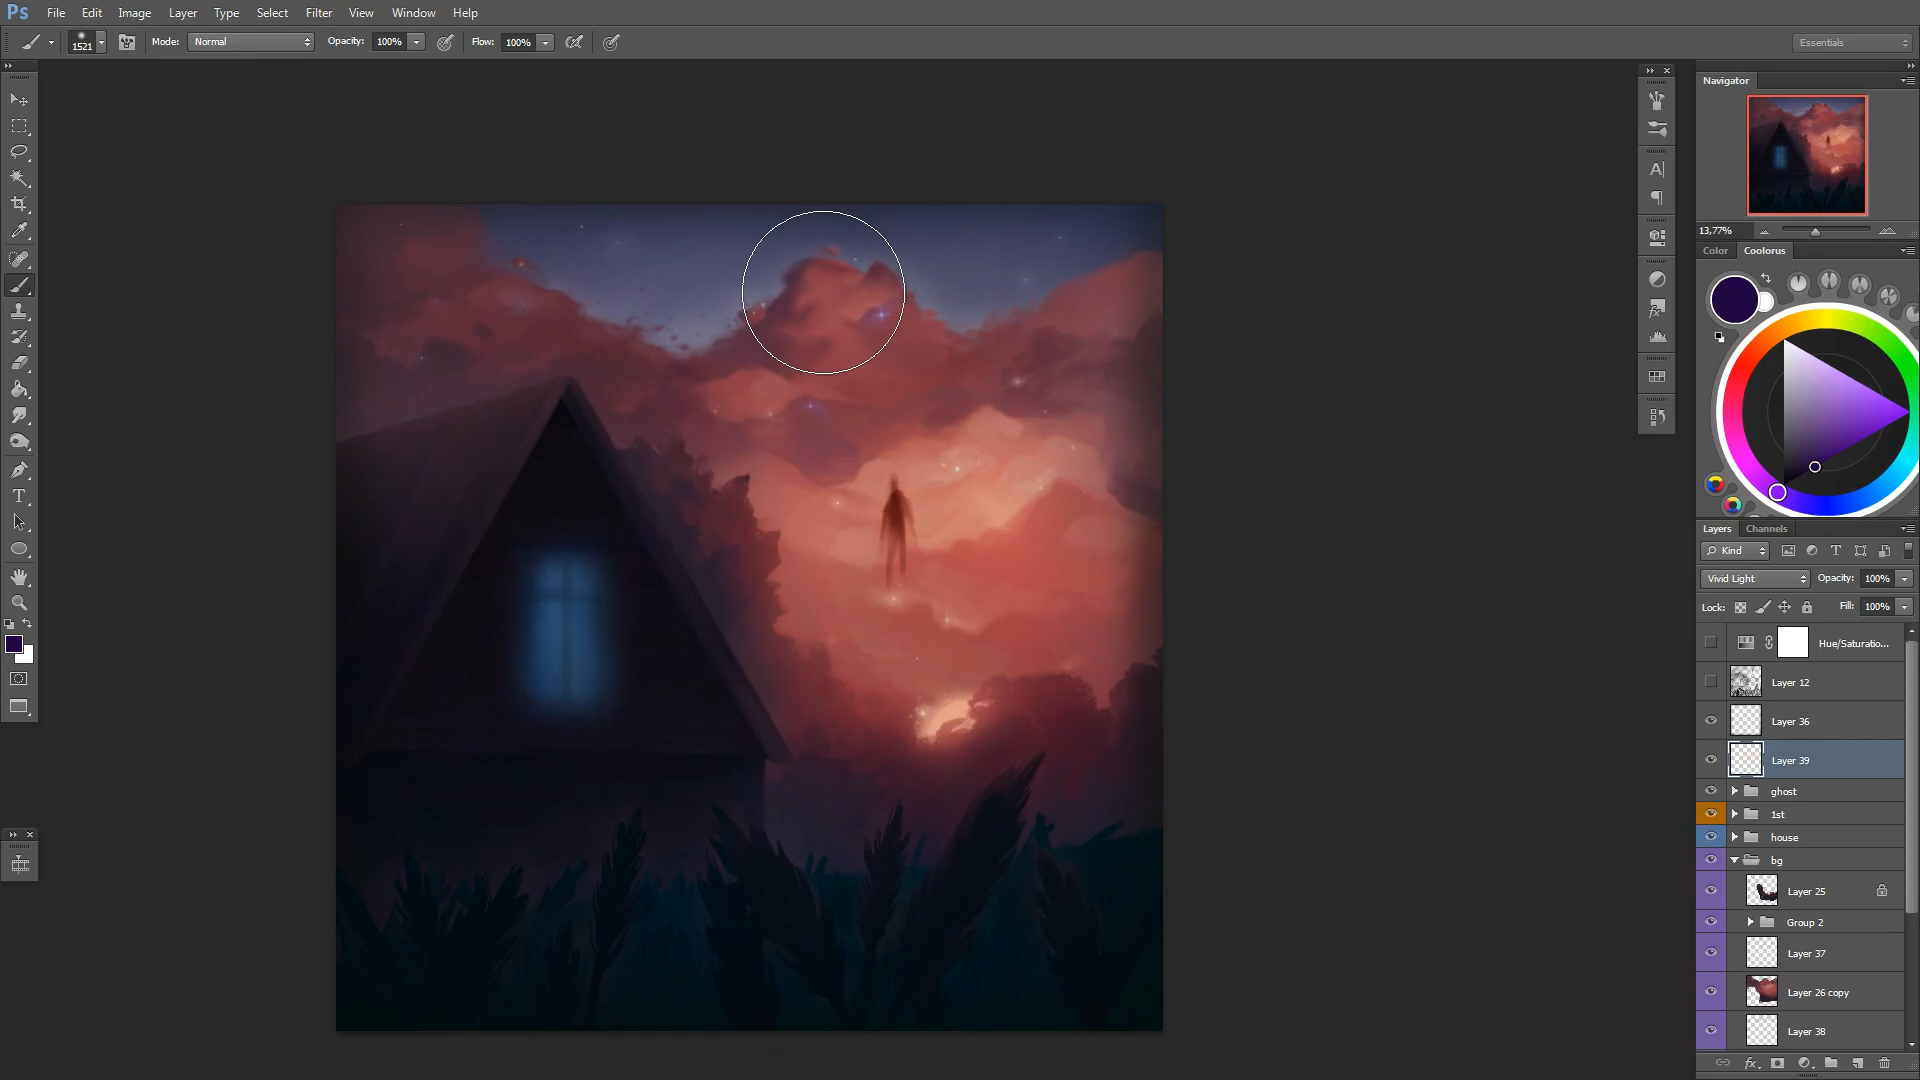 Ps File Edit Image Layer Type Select Filter View Window Help
1521 Mode: Normal Opacity: 100% Flow: 100% Essentials
Navigator
13,77%
Color Coolorus
Layers Channels
Kind T
Vivid Light Opacity: 100%
Lock: Fill: 100%
Hue/Saturatio...
Layer 12
Layer 36
Layer 39
ghost
1st
house
bg
Layer 25
Group 2
Layer 37
Layer 26 copy
Layer 38
fx